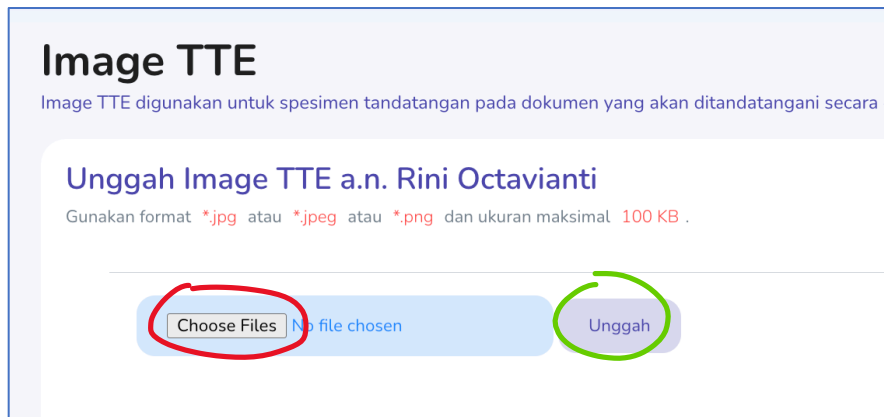 Image TTE
Image TTE digunakan untuk spesimen tandatangan pada dokumen yang akan ditandatangani secara
Unggah Image TTE a.n. Rini Octavianti
Gunakan format *.jpg atau *.jpeg atau *.png dan ukuran maksimal 100 KB .
Choose Files No file chosen Unggah